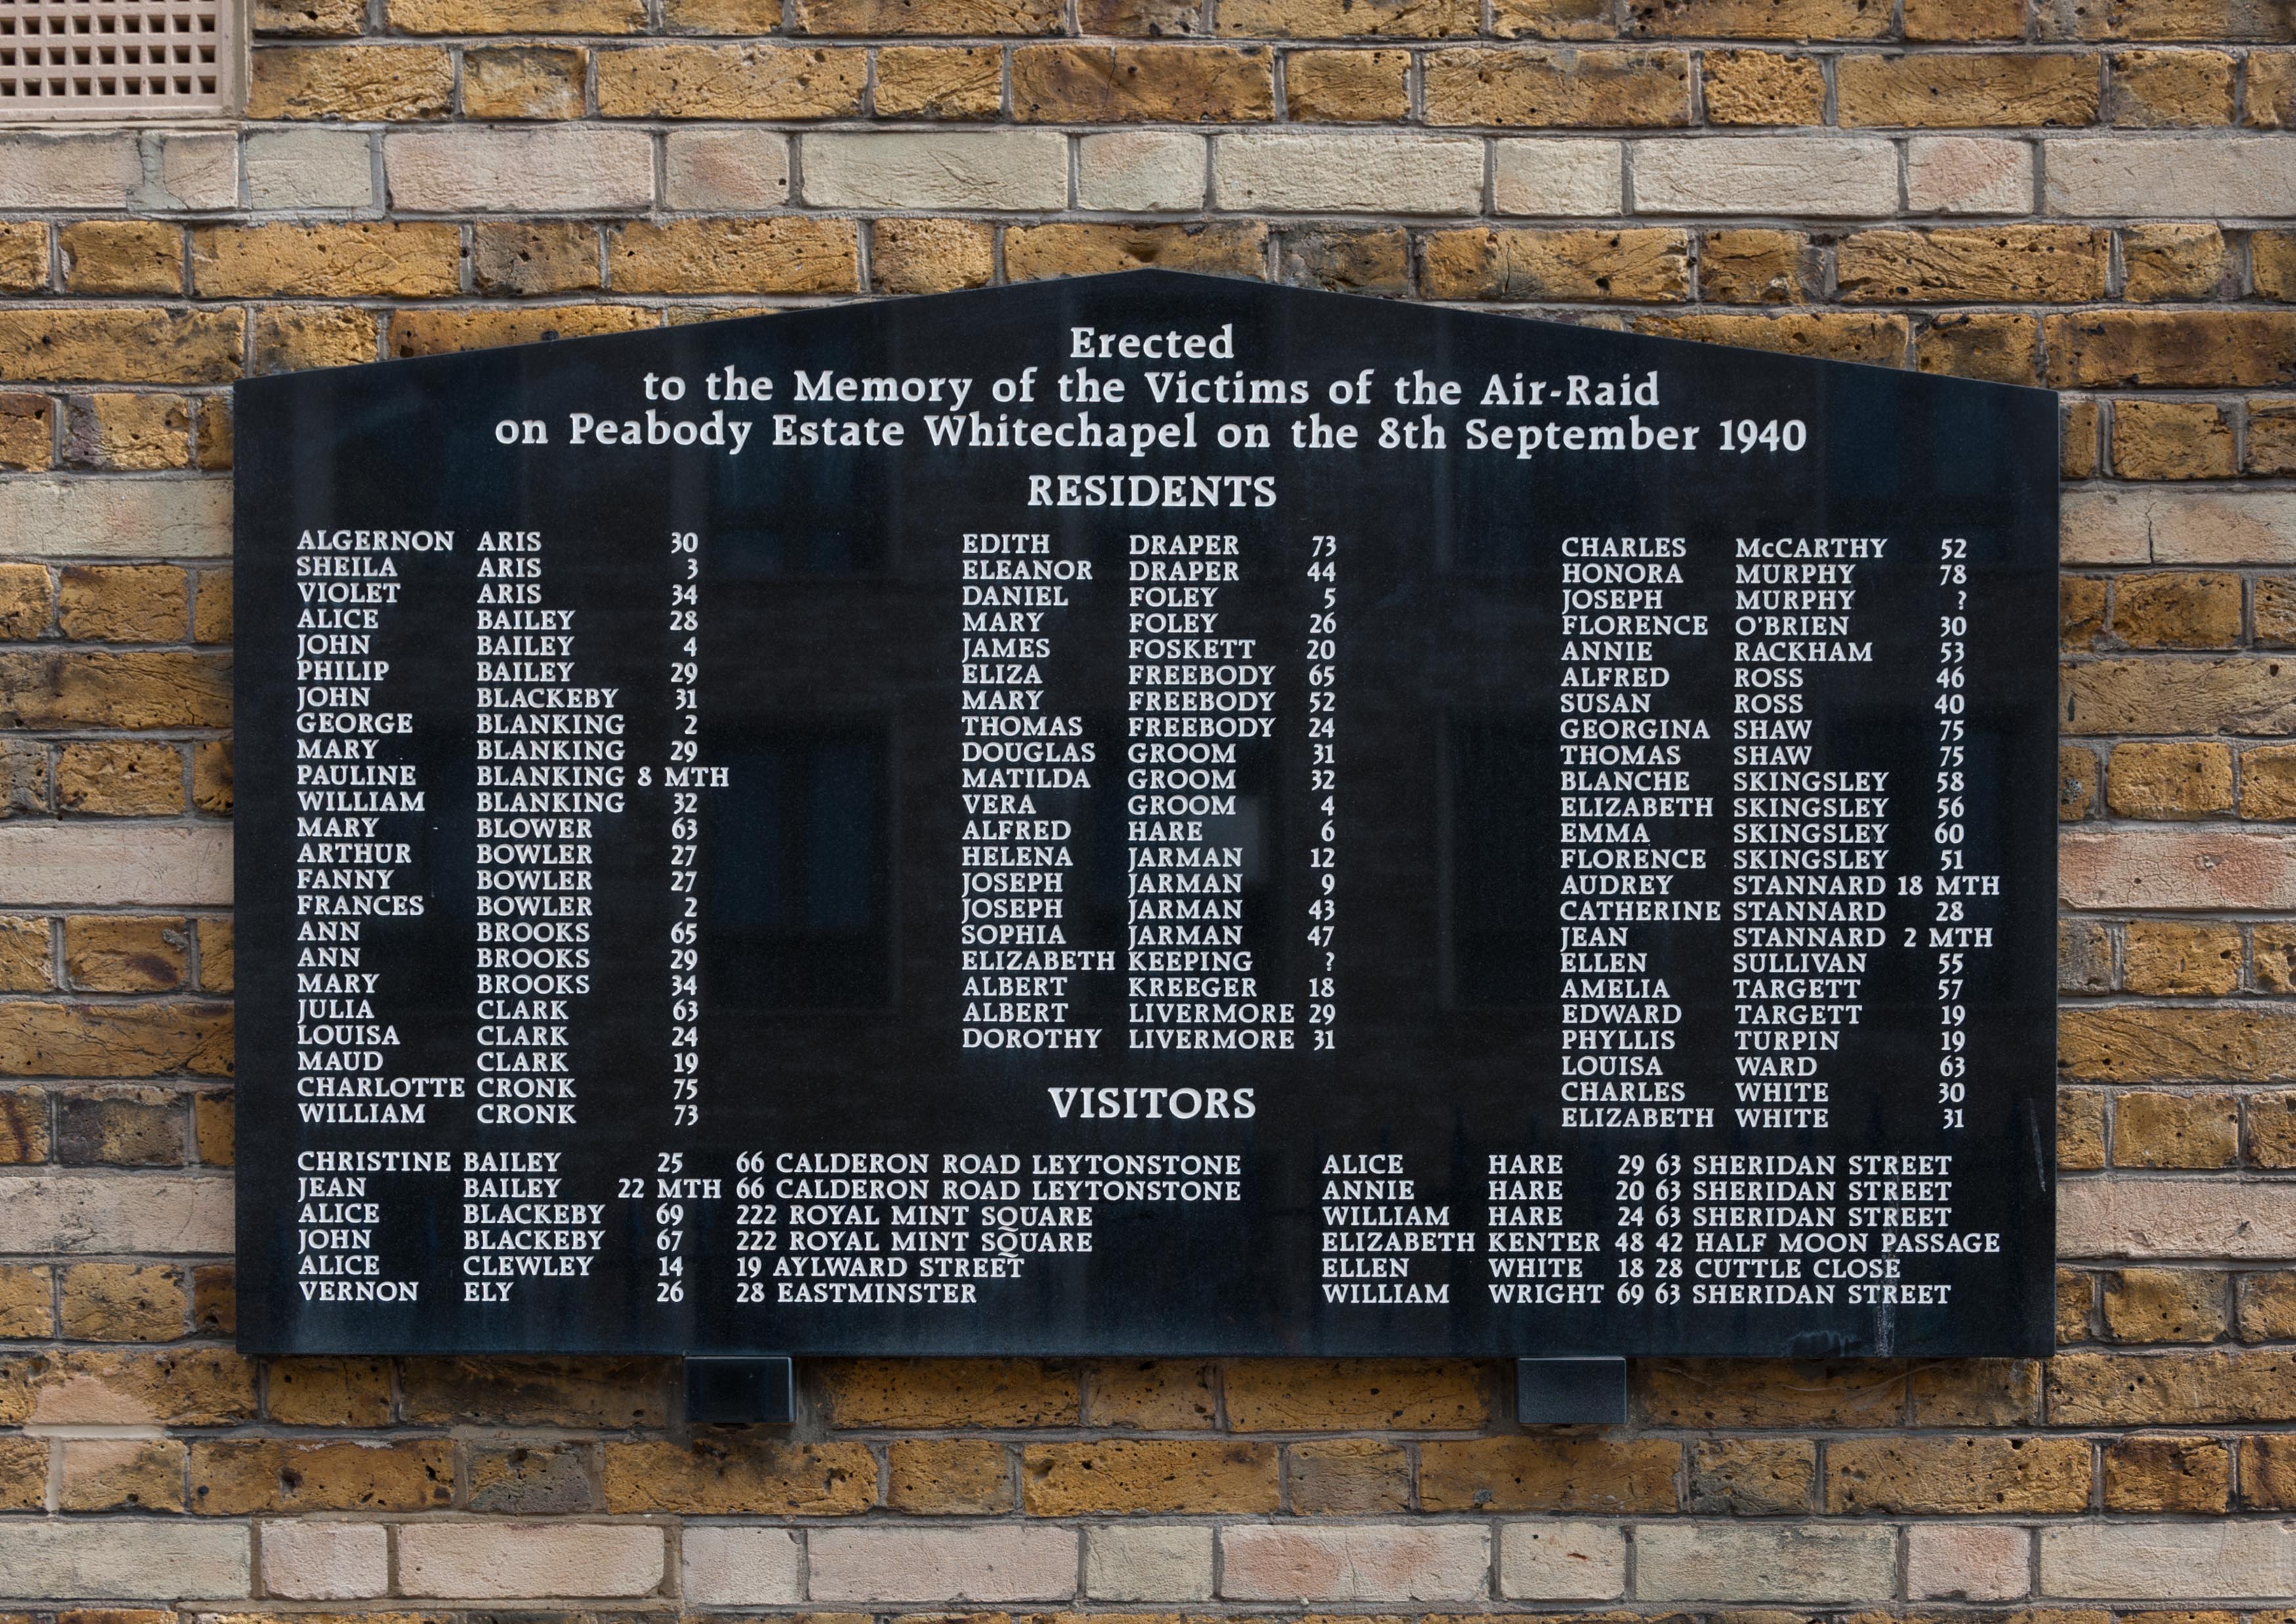 Erected
to the Memory of the Victims of the Air-Raid
on Peabody Estate Whitechapel on the 8th September 1940
RESIDENTS
ALGERNON ARIS 30
SHEILA ARIS 3
VIOLET ARIS 34
ALICE BAILEY 28
JOHN BAILEY 4
PHILIP BAILEY 29
JOHN BLACKEBY 31
GEORGE BLANKING 2
MARY BLANKING 29
PAULINE BLANKING 8 MTH
WILLIAM BLANKING 32
MARY BLOWER 63
ARTHUR BOWLER 27
FANNY BOWLER 27
FRANCES BOWLER 2
ANN BROOKS 65
ANN BROOKS 29
MARY BROOKS 34
JULIA CLARK 63
LOUISA CLARK 24
MAUD CLARK 19
CHARLOTTE CRONK 75
WILLIAM CRONK 73
EDITH DRAPER 73
ELEANOR DRAPER 44
DANIEL FOLEY 5
MARY FOLEY 26
JAMES FOSKETT 20
ELIZA FREEBODY 65
MARY FREEBODY 52
THOMAS FREEBODY 24
DOUGLAS GROOM 31
MATILDA GROOM 32
VERA GROOM 4
ALFRED HARE 6
HELENA JARMAN 12
JOSEPH JARMAN 9
JOSEPH JARMAN 43
SOPHIA JARMAN 47
ELIZABETH KEEPING ?
ALBERT KREEGER 18
ALBERT LIVERMORE 29
DOROTHY LIVERMORE 31
CHARLES McCARTHY 52
HONORA MURPHY 78
JOSEPH MURPHY ?
FLORENCE O'BRIEN 30
ANNIE RACKHAM 53
ALFRED ROSS 46
SUSAN ROSS 40
GEORGINA SHAW 75
THOMAS SHAW 75
BLANCHE SKINGSLEY 58
ELIZABETH SKINGSLEY 56
EMMA SKINGSLEY 60
FLORENCE SKINGSLEY 51
AUDREY STANNARD 18 MTH
CATHERINE STANNARD 28
JEAN STANNARD 2 MTH
ELLEN SULLIVAN 55
AMELIA TARGETT 57
EDWARD TARGETT 19
PHYLLIS TURPIN 19
LOUISA WARD 63
CHARLES WHITE 30
ELIZABETH WHITE 31
VISITORS
CHRISTINE BAILEY 25 66 CALDERON ROAD LEYTONSTONE
JEAN BAILEY 22 MTH 66 CALDERON ROAD LEYTONSTONE
ALICE BLACKEBY 69 222 ROYAL MINT SQUARE
JOHN BLACKEBY 67 222 ROYAL MINT SQUARE
ALICE CLEWLEY 14 19 AYLWARD STREET
VERNON ELY 26 28 EASTMINSTER
ALICE HARE 29 63 SHERIDAN STREET
ANNIE HARE 20 63 SHERIDAN STREET
WILLIAM HARE 24 63 SHERIDAN STREET
ELIZABETH KENTER 48 42 HALF MOON PASSAGE
ELLEN WHITE 18 28 CUTTLE CLOSE
WILLIAM WRIGHT 69 63 SHERIDAN STREET